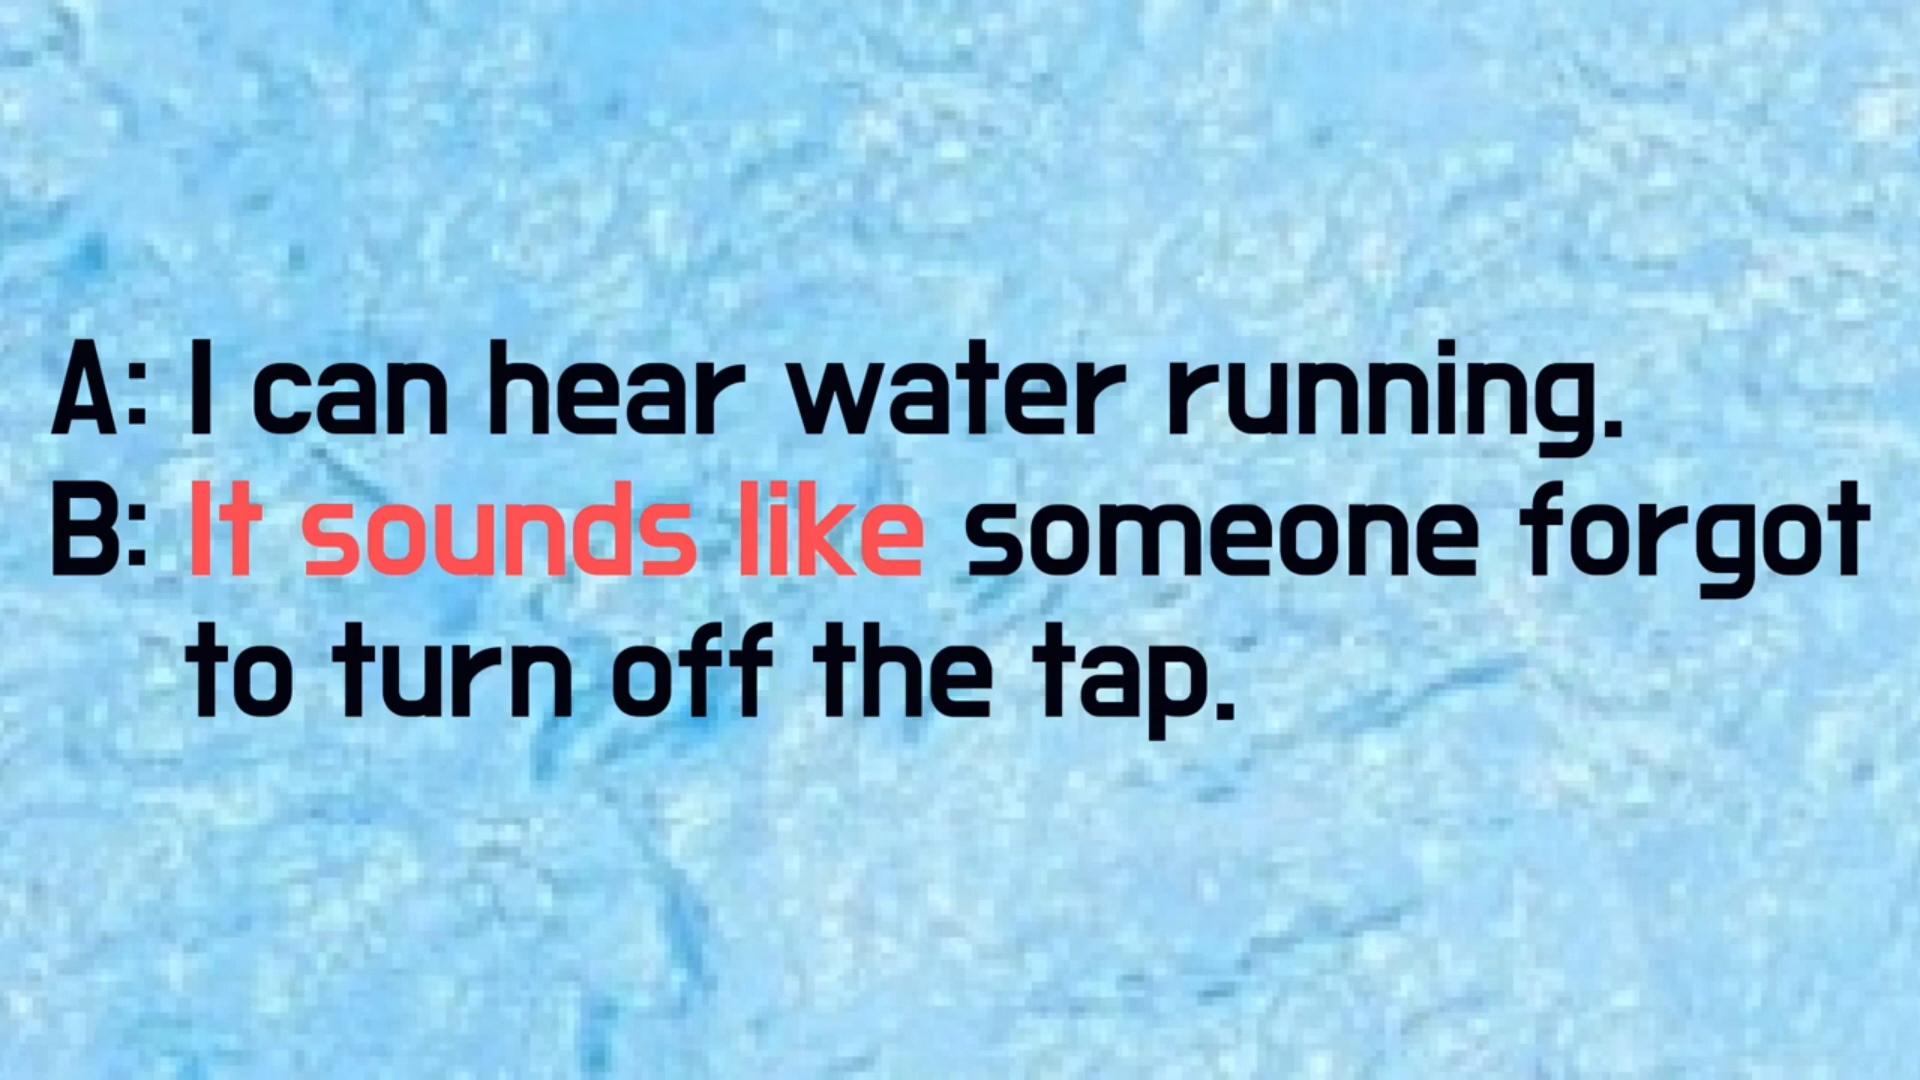 A: I can hear water running.
B: It sounds like someone forgot
to turn off the tap.